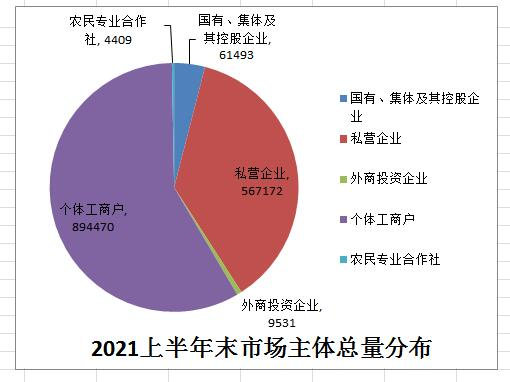 农民专业合作
社, 4409
国有、集体及
其控股企业,
61493
私营企业,
567172
个体工商户,
894470
外商投资企业,
9531
国有、集体及其控股企
业
私营企业
外商投资企业
个体工商户
农民专业合作社
2021上半年末市场主体总量分布